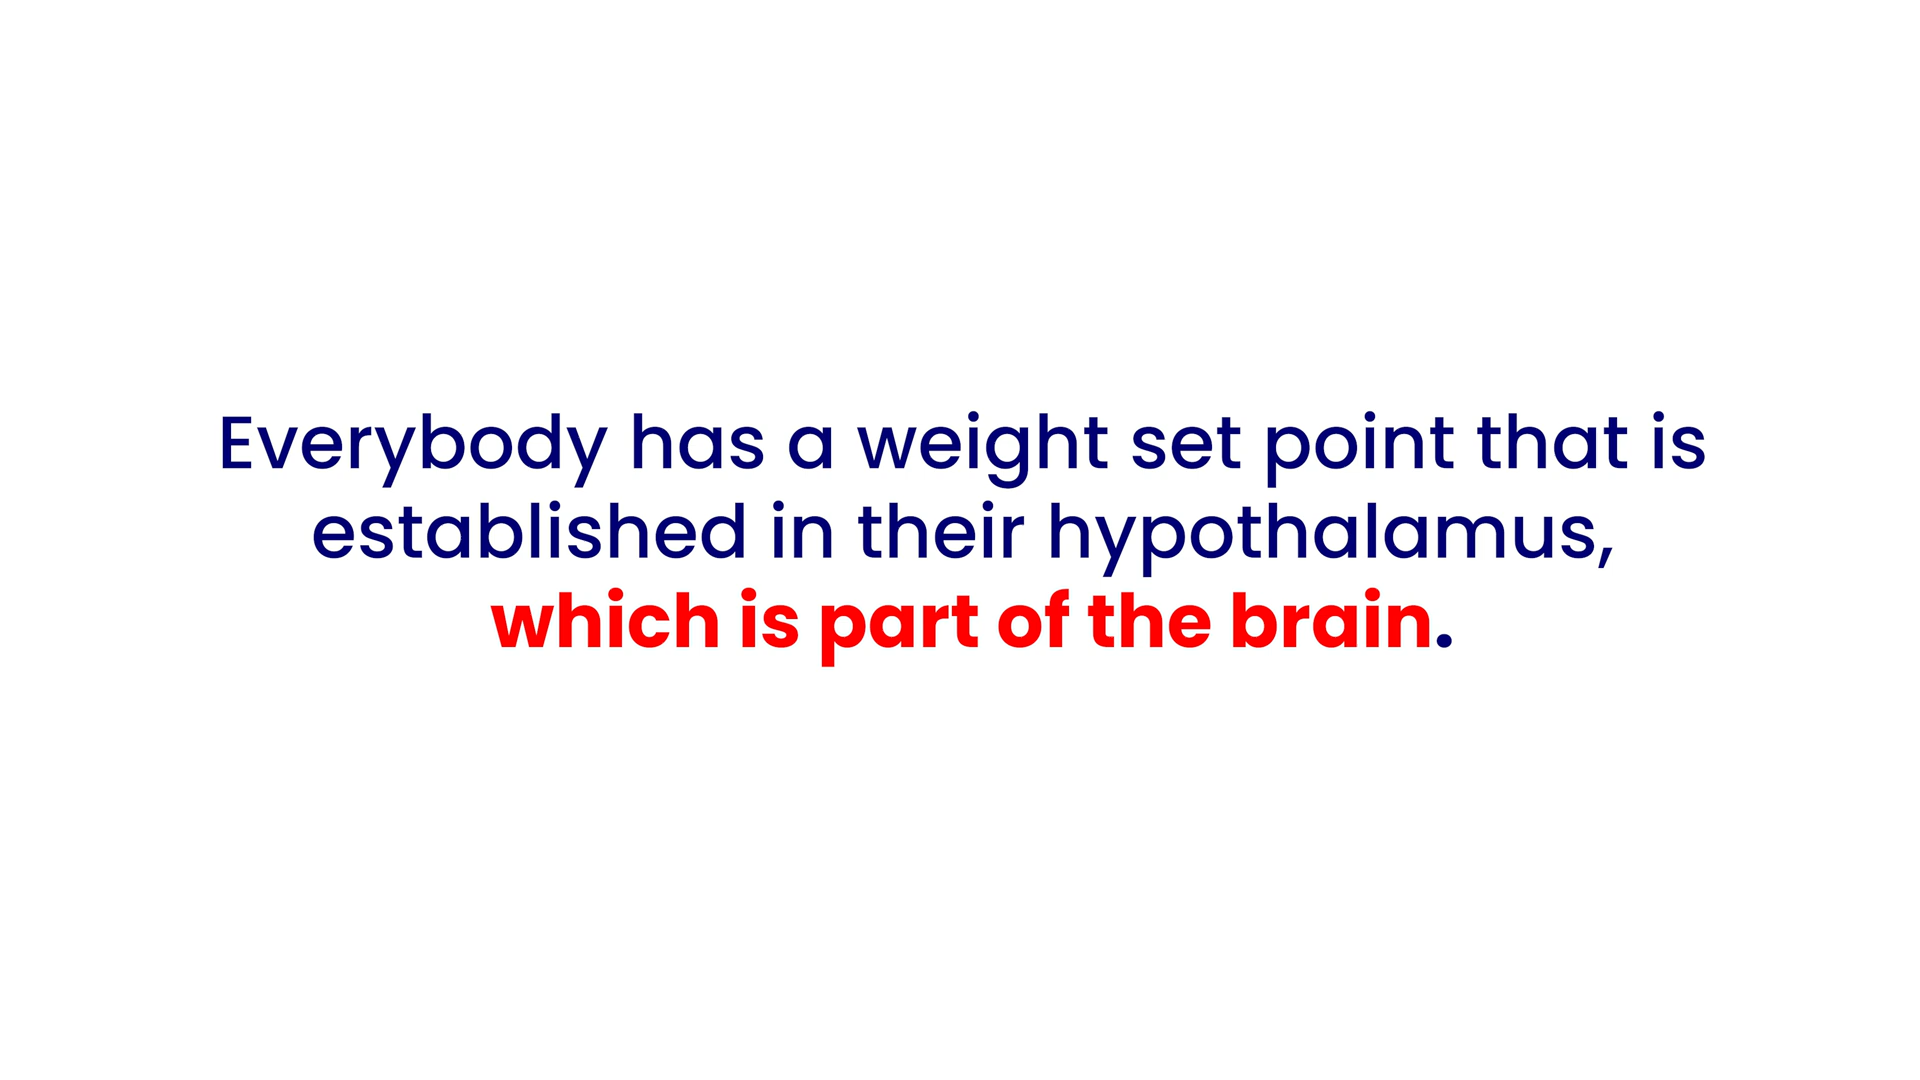 Everybody has a weight set point that is
established in their hypothalamus,
which is part of the brain.